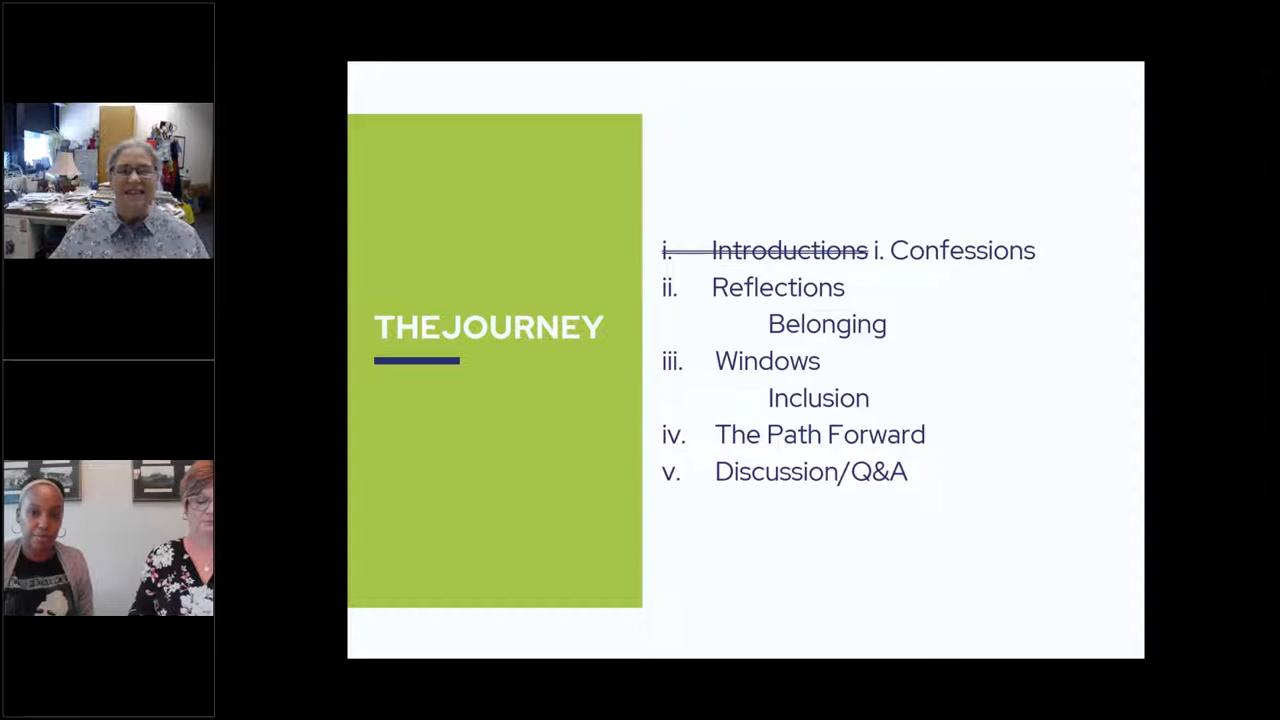 THEJOURNEY
i. Introductions i. Confessions
ii. Reflections
Belonging
iii. Windows
Inclusion
iv. The Path Forward
v. Discussion/Q&A